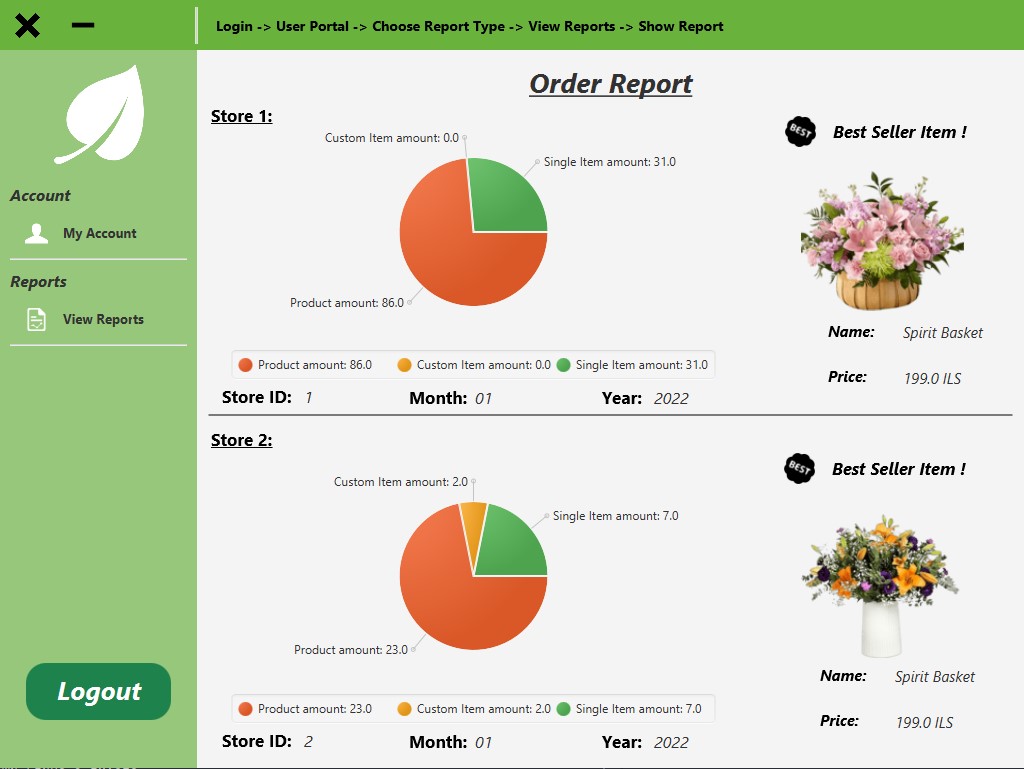 Login -> User Portal -> Choose Report Type -> View Reports -> Show Report
Account
My Account
Reports
View Reports
Logout
Order Report
Store 1:
Custom Item amount: 0.0
Single Item amount: 31.0
Product amount: 86.0
Product amount: 86.0 Custom Item amount: 0.0 Single Item amount: 31.0
Store ID: 1 Month: 01 Year: 2022
BEST Best Seller Item !
Name: Spirit Basket
Price: 199.0 ILS
Store 2:
Custom Item amount: 2.0
Single Item amount: 7.0
Product amount: 23.0
Product amount: 23.0 Custom Item amount: 2.0 Single Item amount: 7.0
Store ID: 2 Month: 01 Year: 2022
BEST Best Seller Item !
Name: Spirit Basket
Price: 199.0 ILS